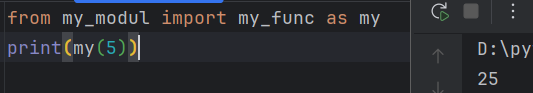 from my_modul import my_func as my
print(my(5))
D:\py
25